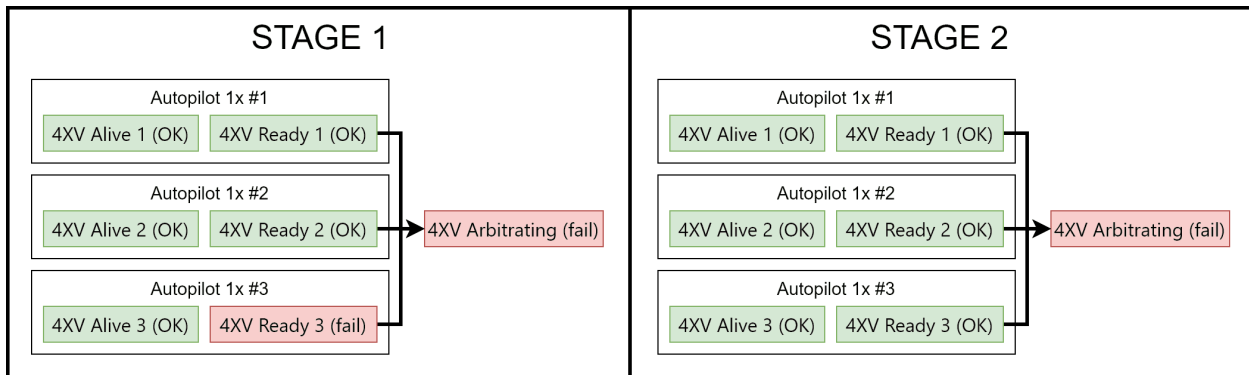 STAGE 1
Autopilot 1x #1
4XV Alive 1 (OK)
4XV Ready 1 (OK)
Autopilot 1x #2
4XV Alive 2 (OK)
4XV Ready 2 (OK)
4XV Arbitrating (fail)
Autopilot 1x #3
4XV Alive 3 (OK)
4XV Ready 3 (fail)
STAGE 2
Autopilot 1x #1
4XV Alive 1 (OK)
4XV Ready 1 (OK)
Autopilot 1x #2
4XV Alive 2 (OK)
4XV Ready 2 (OK)
4XV Arbitrating (fail)
Autopilot 1x #3
4XV Alive 3 (OK)
4XV Ready 3 (OK)